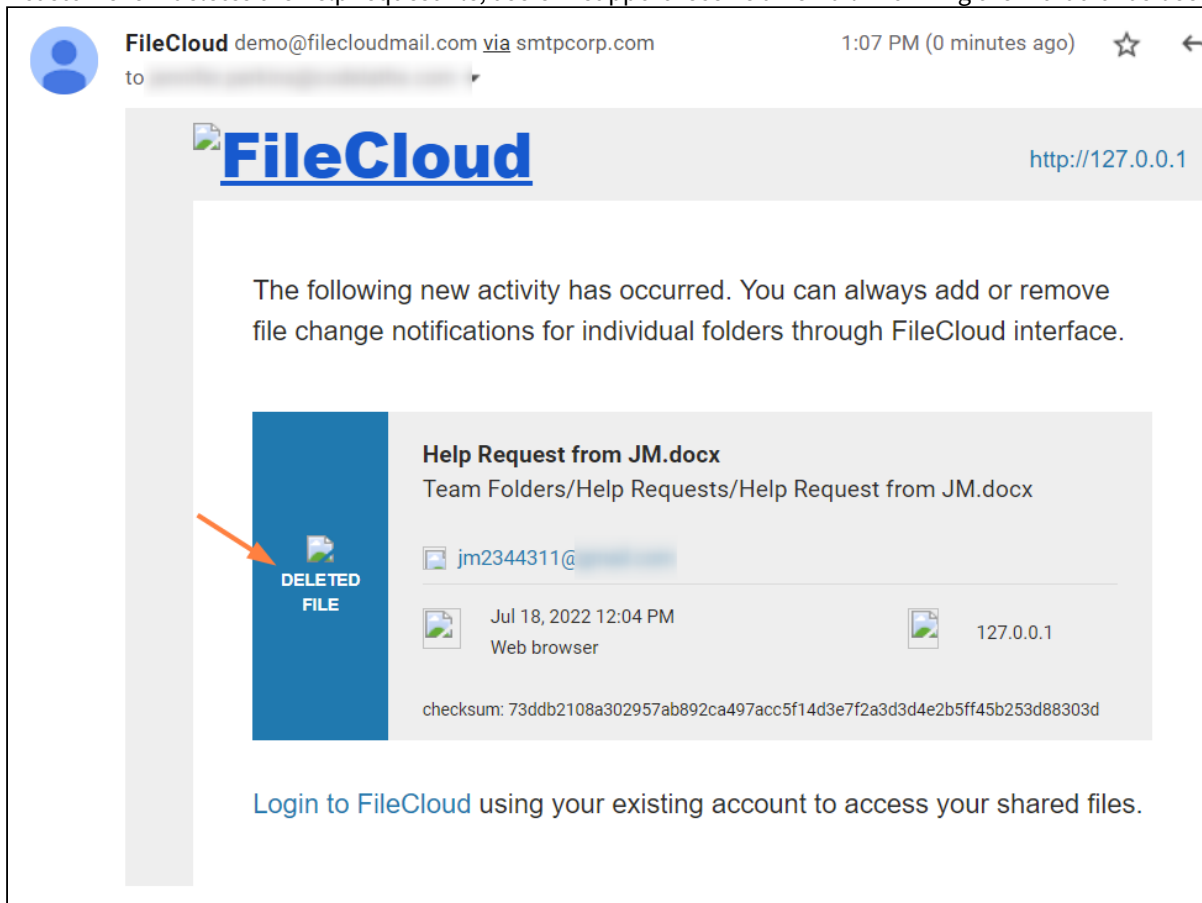 FileCloud demo@filecloudmail.com via smtpcorp.com 1:07 PM (0 minutes ago)
to
FileCloud
http://127.0.0.1
The following new activity has occurred. You can always add or remove
file change notifications for individual folders through FileCloud interface.
DELETED
FILE
Help Request from JM.docx
Team Folders/Help Requests/Help Request from JM.docx
jm2344311@
Jul 18, 2022 12:04 PM
Web browser
127.0.0.1
checksum: 73ddb2108a302957ab892ca497acc5f14d3e7f2a3d3d4e2b5ff45b253d88303d
Login to FileCloud using your existing account to access your shared files.